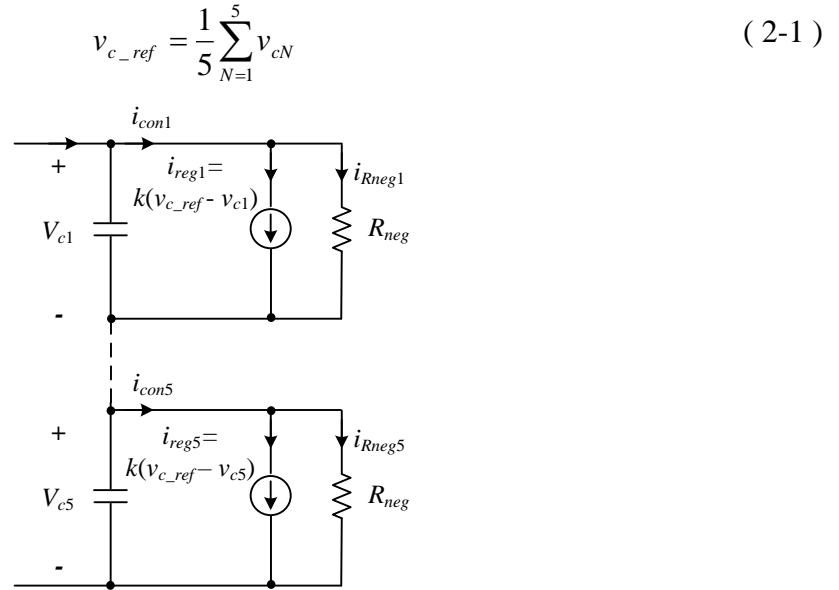 v_{c_ref} = \frac{1}{5} \sum_{N=1}^{5} v_{cN} ( 2-1 )
i_{con1}
+ i_{reg1}= i_{Rneg1}
k(v_{c_ref} - v_{c1})
V_{c1} R_{neg}
-
i_{con5}
+ i_{reg5}= i_{Rneg5}
k(v_{c_ref} – v_{c5})
V_{c5} R_{neg}
-